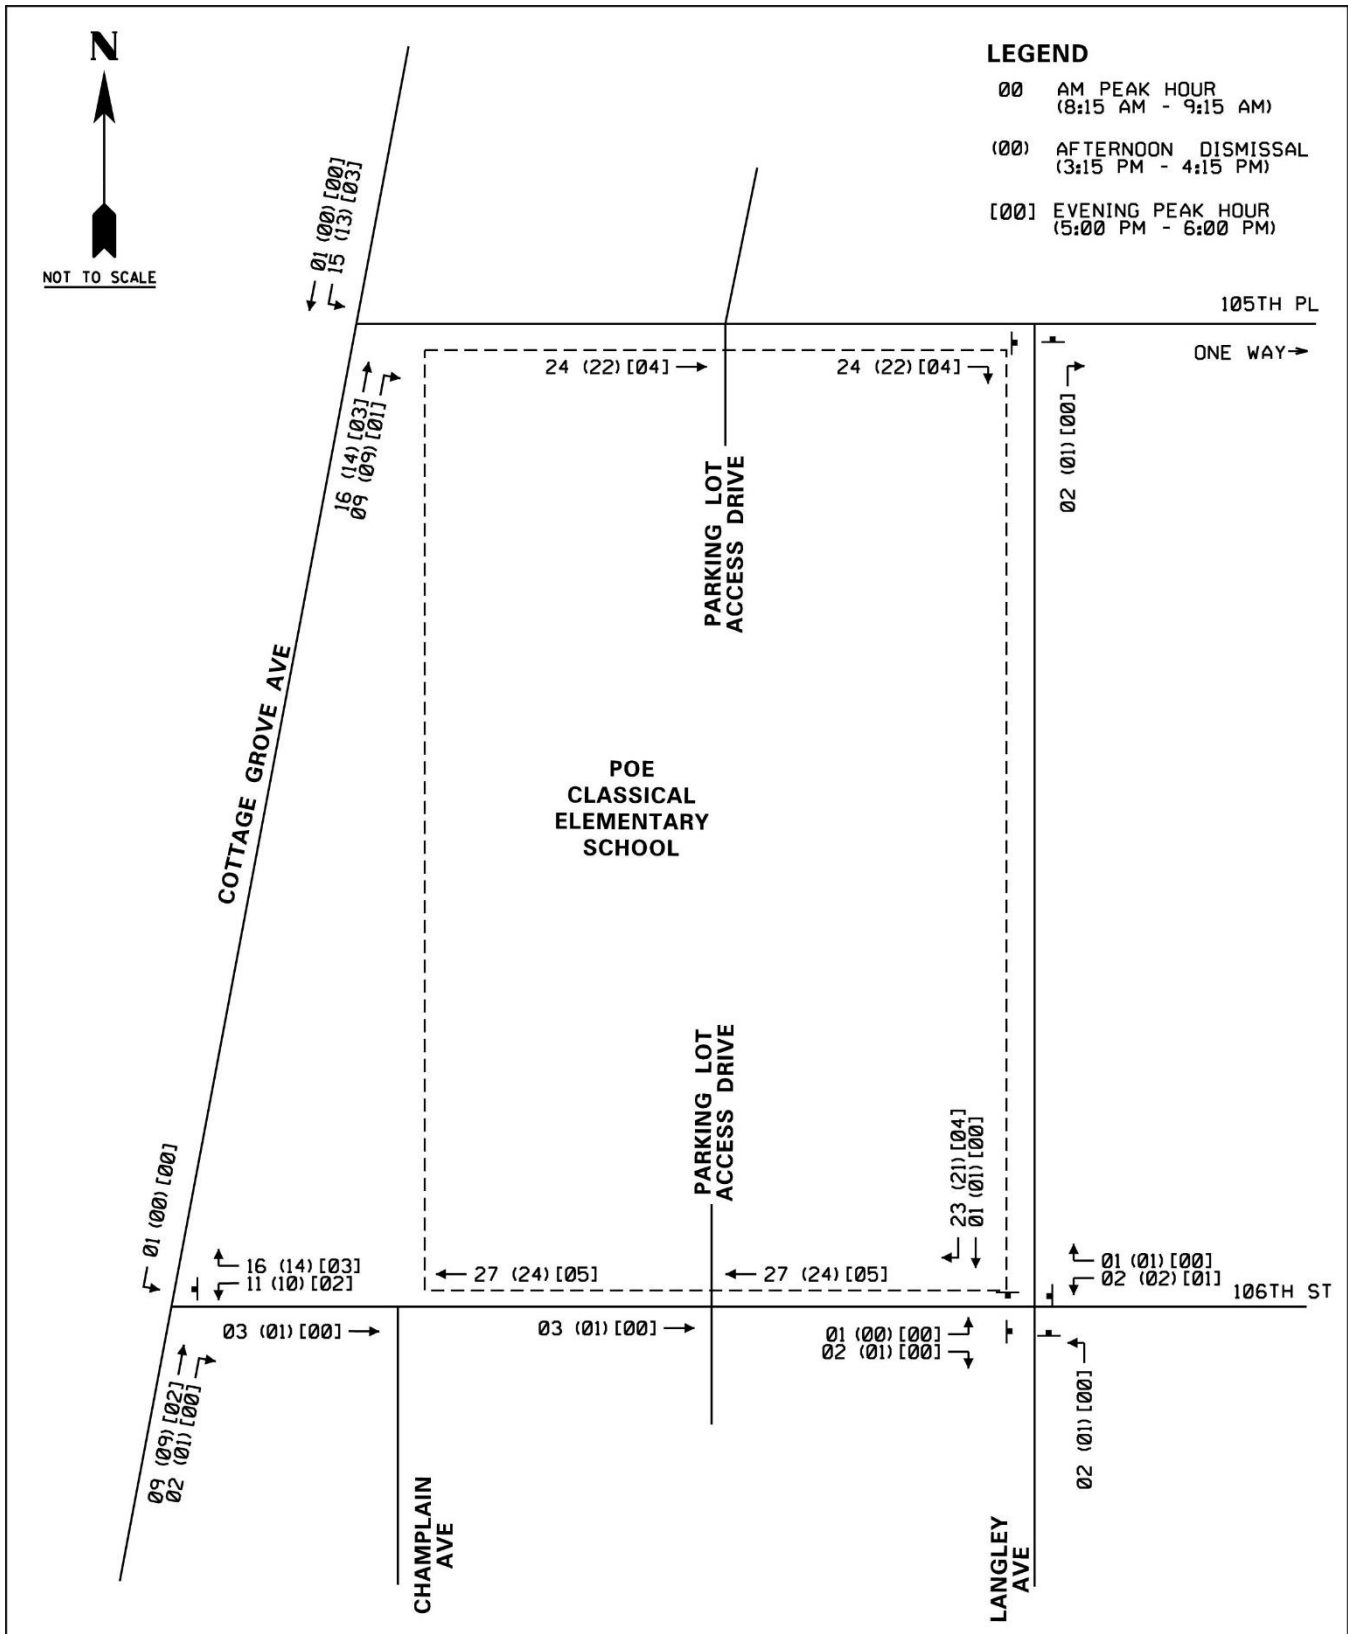 N
NOT TO SCALE
LEGEND
00 AM PEAK HOUR
(8:15 AM - 9:15 AM)
(00) AFTERNOON DISMISSAL
(3:15 PM - 4:15 PM)
[00] EVENING PEAK HOUR
(5:00 PM - 6:00 PM)
01 (00)[00]
15 (13)[03]
105TH PL
ONE WAY
16 (14)[03]
09 (09)[01]
24 (22)[04]
24 (22)[04]
02 (01)[00]
PARKING LOT
ACCESS DRIVE
COTTAGE GROVE AVE
POE
CLASSICAL
ELEMENTARY
SCHOOL
PARKING LOT
ACCESS DRIVE
23 (21)[04]
01 (01)[00]
01 (00)[00]
16 (14)[03]
11 (10)[02]
27 (24)[05]
27 (24)[05]
01 (01)[00]
02 (02)[01]
106TH ST
03 (01)[00]
03 (01)[00]
01 (00)[00]
02 (01)[00]
09 (09)[02]
02 (01)[00]
02 (01)[00]
CHAMPLAIN
AVE
LANGLEY
AVE